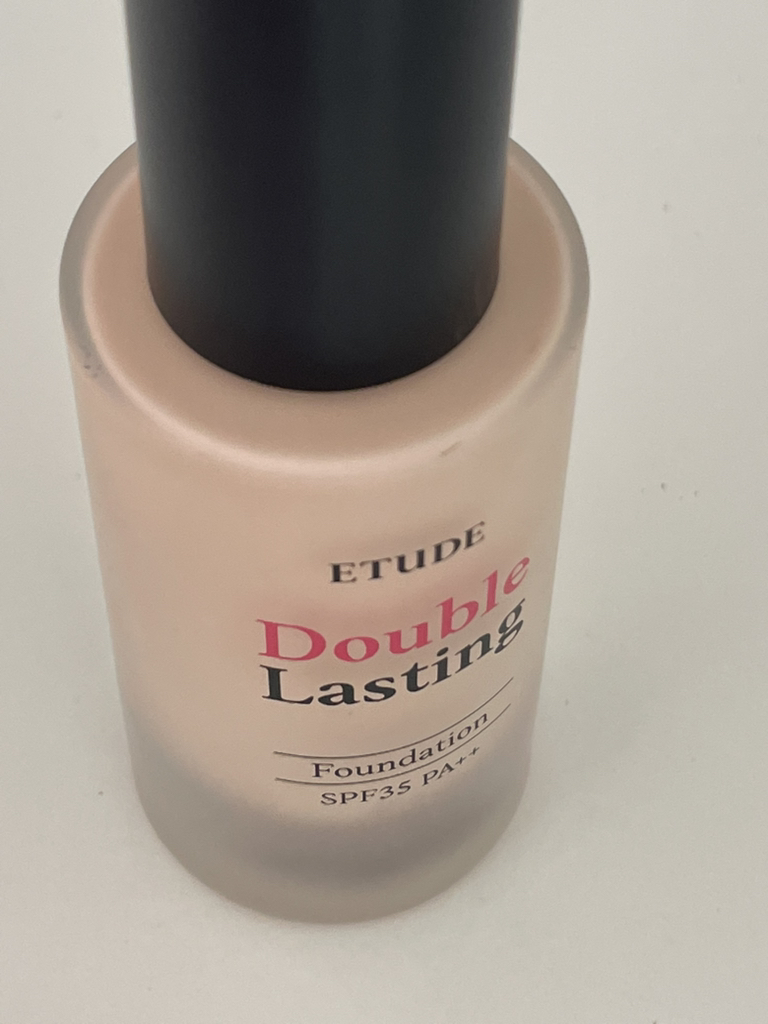 ETUDE
Double
Lasting
Foundation
SPF35 PA++